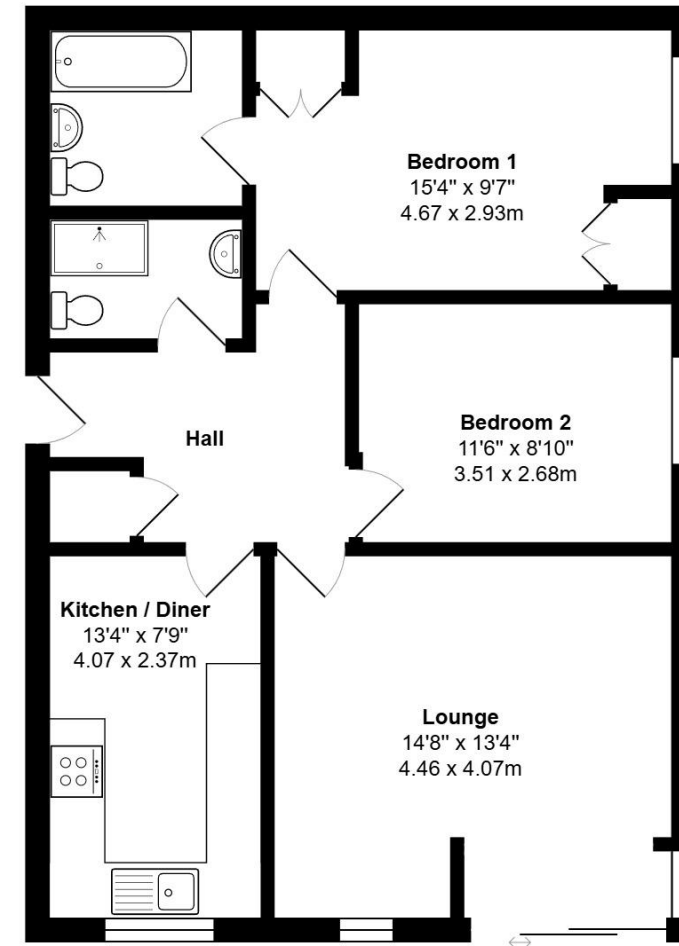 Bedroom 1
15'4" x 9'7"
4.67 x 2.93m
Bedroom 2
11'6" x 8'10"
3.51 x 2.68m
Hall
Kitchen / Diner
13'4" x 7'9"
4.07 x 2.37m
Lounge
14'8" x 13'4"
4.46 x 4.07m